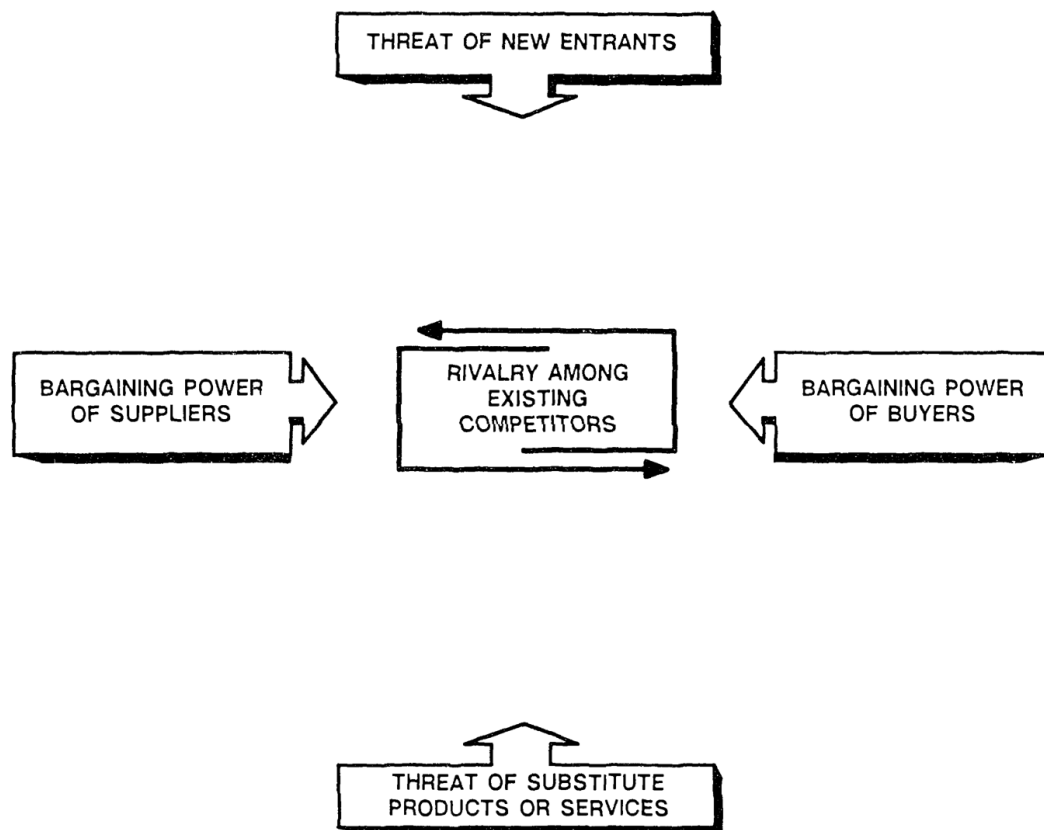 THREAT OF NEW ENTRANTS
BARGAINING POWER
OF SUPPLIERS
RIVALRY AMONG
EXISTING
COMPETITORS
BARGAINING POWER
OF BUYERS
THREAT OF SUBSTITUTE
PRODUCTS OR SERVICES